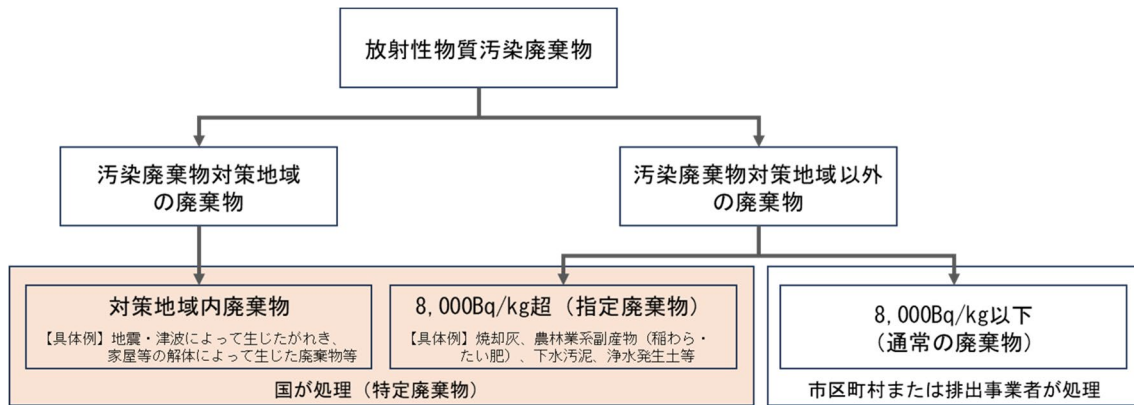 放射性物質汚染廃棄物
汚染廃棄物対策地域
の廃棄物
汚染廃棄物対策地域以外
の廃棄物
対策地域内廃棄物
【具体例】地震・津波によって生じたがれき、
家屋等の解体によって生じた廃棄物等
8,000Bq/kg超（指定廃棄物）
【具体例】焼却灰、農林業系副産物（稲わら・
たい肥）、下水汚泥、浄水発生土等
国が処理（特定廃棄物）
8,000Bq/kg以下
（通常の廃棄物）
市区町村または排出事業者が処理